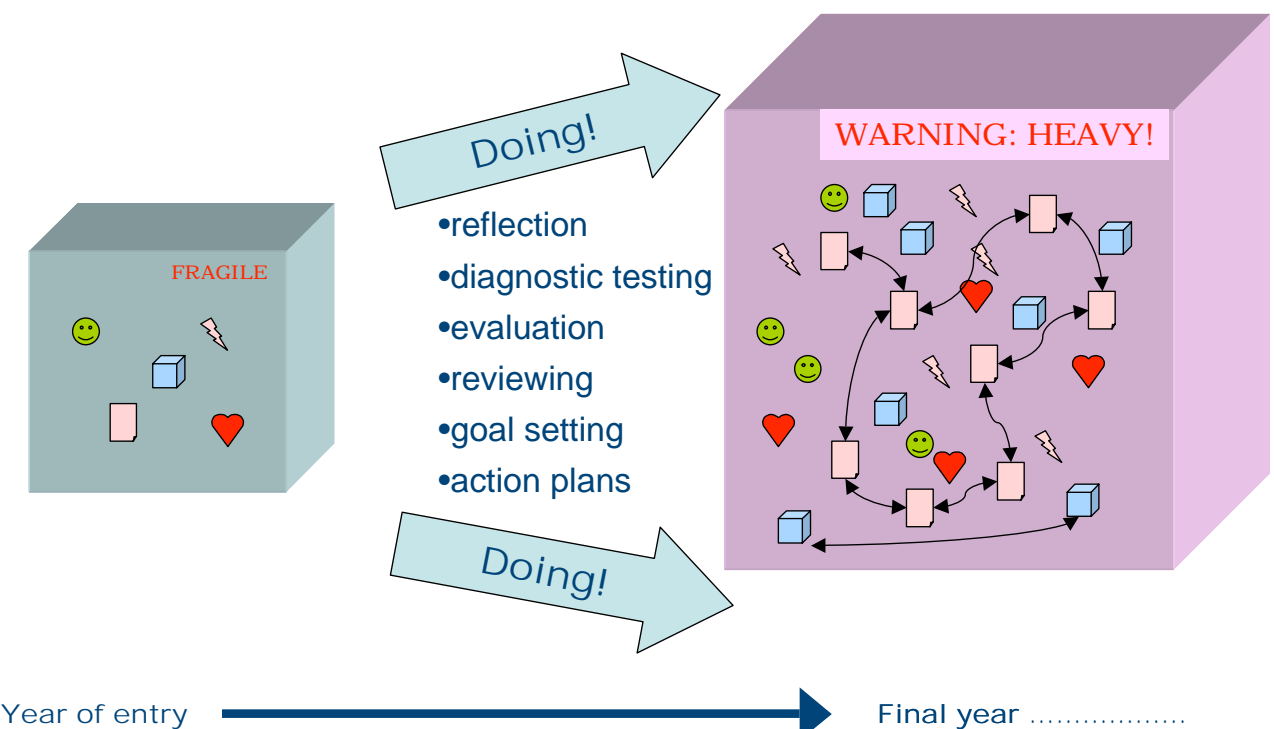 WARNING: HEAVY!
Doing!
•reflection
FRAGILE
•diagnostic testing
•evaluation
•reviewing
•goal setting
•action plans
Doing!
Year of entry
Final year ..................